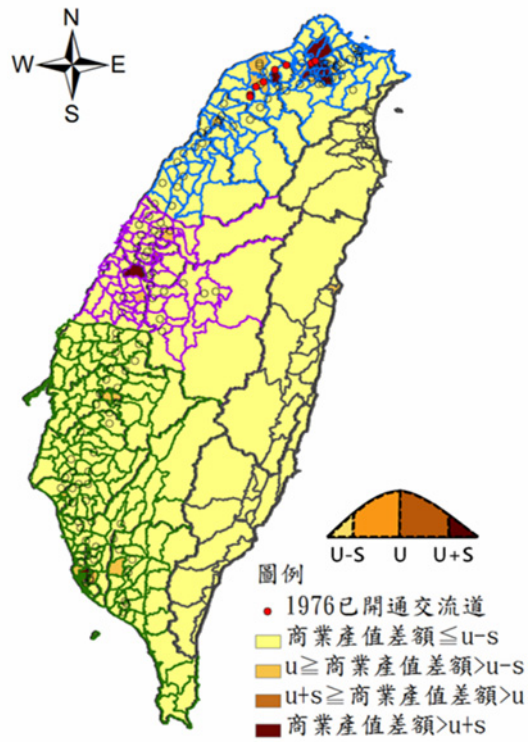 N
W E
S
U-S U U+S
圖例
1976已開通交流道
商業產值差額≦u-s
u≧商業產值差額>u-s
u+s≧商業產值差額>u
商業產值差額>u+s